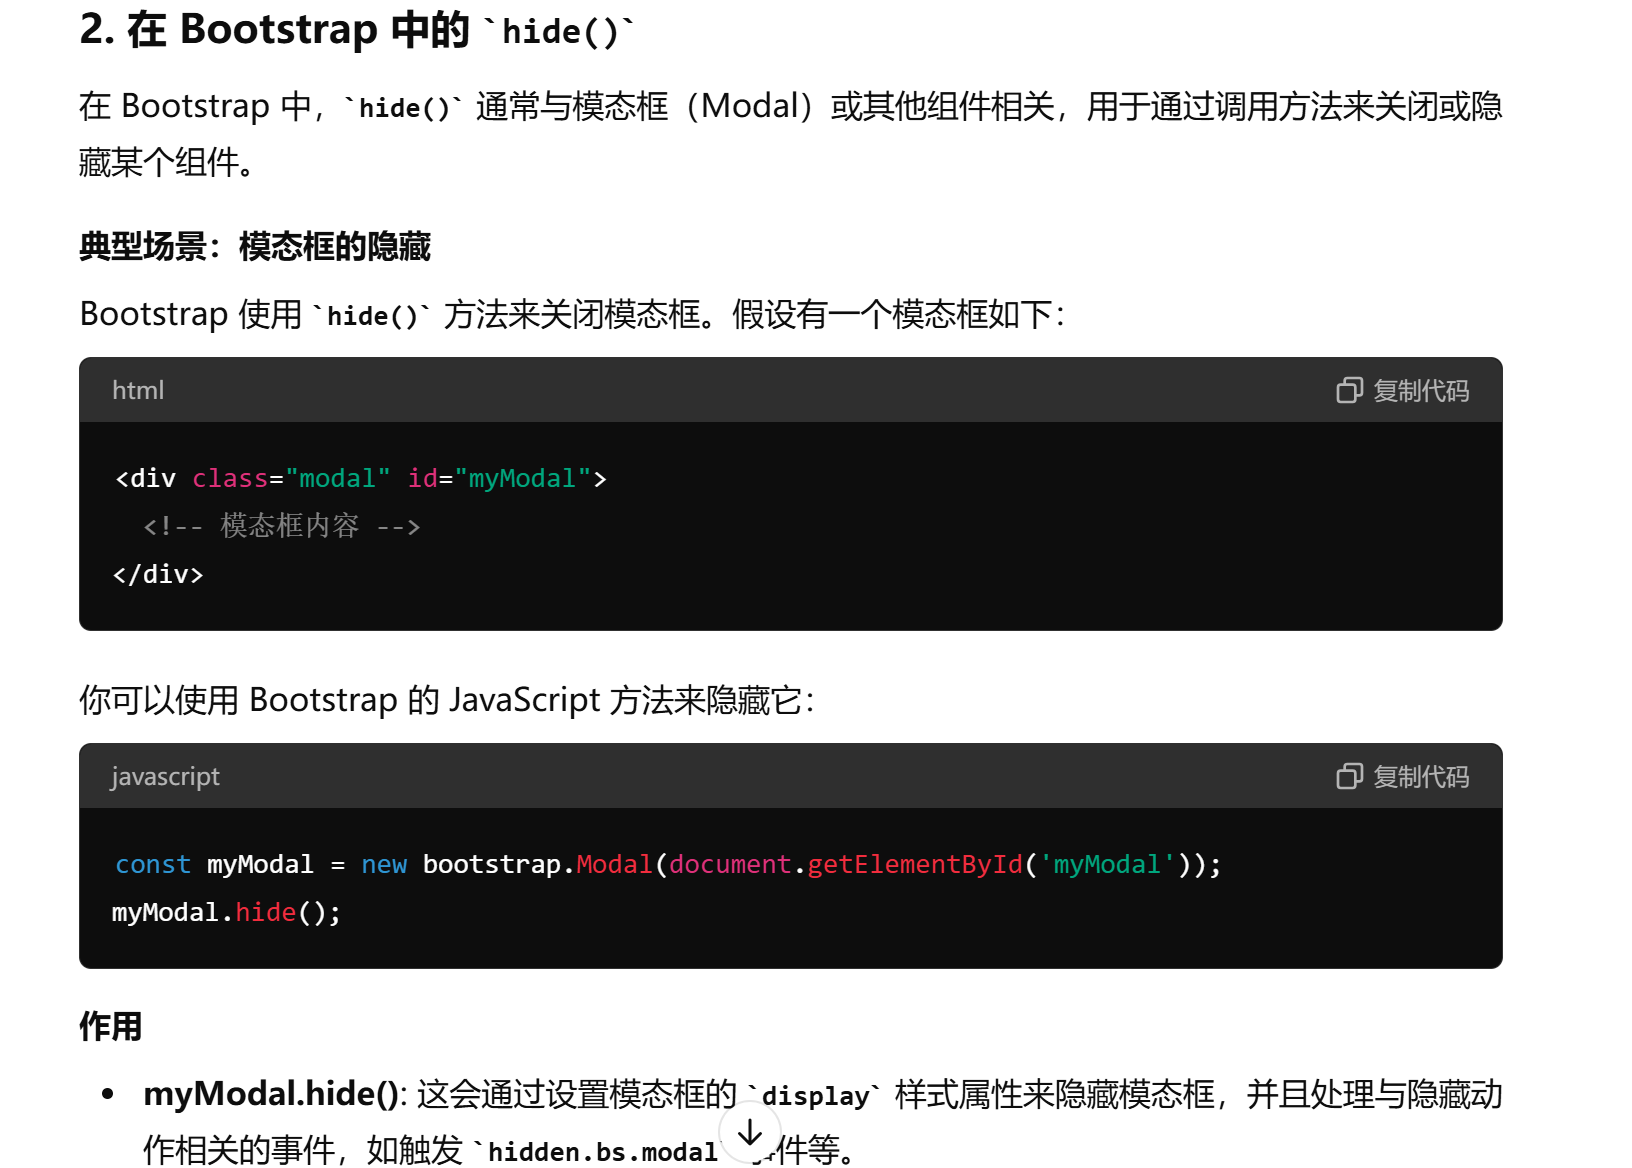 2. 在 Bootstrap 中的 `hide()`
在 Bootstrap 中，`hide()` 通常与模态框（Modal）或其他组件相关，用于通过调用方法来关闭或隐
藏某个组件。
典型场景：模态框的隐藏
Bootstrap 使用 `hide()` 方法来关闭模态框。假设有一个模态框如下：
html 复制代码
<div class="modal" id="myModal">
  <!-- 模态框内容 -->
</div>
你可以使用 Bootstrap 的 JavaScript 方法来隐藏它：
javascript 复制代码
const myModal = new bootstrap.Modal(document.getElementById('myModal'));
myModal.hide();
作用
• myModal.hide(): 这会通过设置模态框的 `display` 样式属性来隐藏模态框，并且处理与隐藏动
作相关的事件，如触发 `hidden.bs.modal 件等。